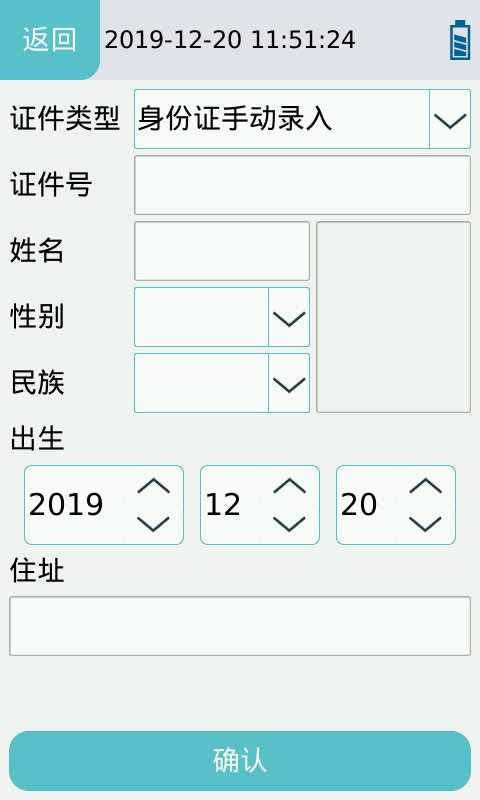 返回 2019-12-20 11:51:24
证件类型 身份证手动录入
证件号
姓名
性别
民族
出生
2019 12 20
住址
确认